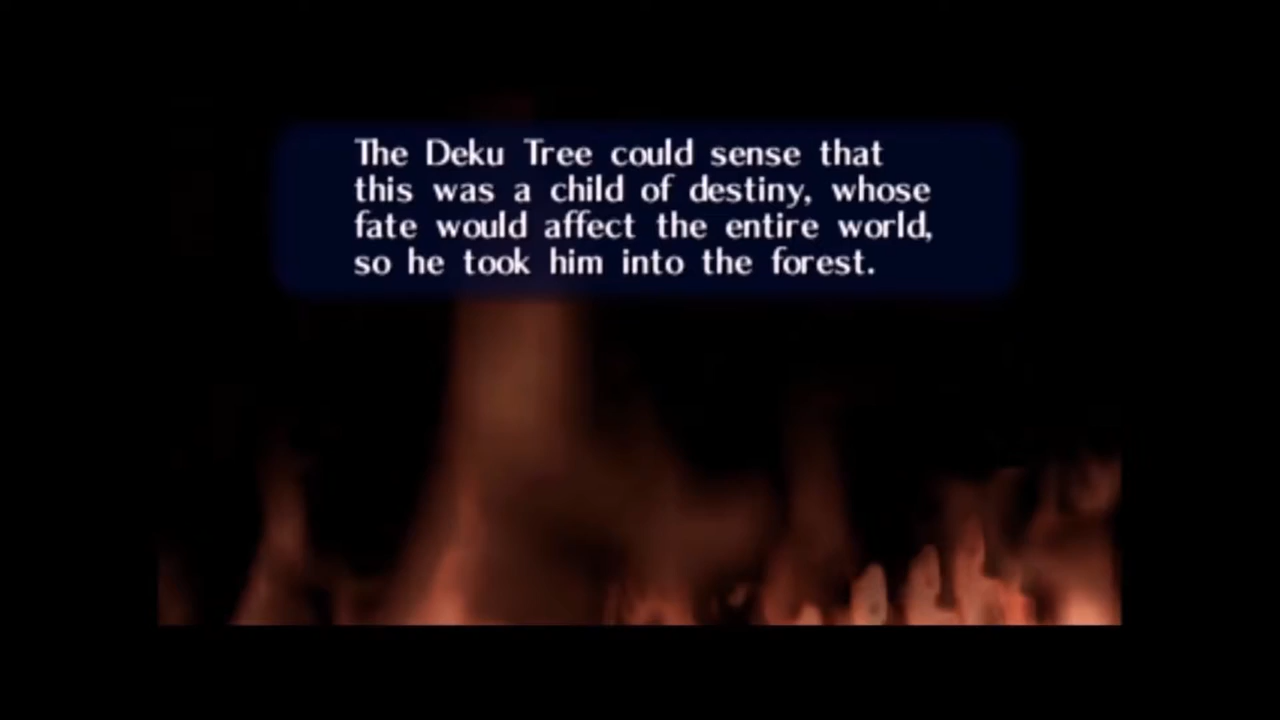 The Deku Tree could sense that
this was a child of destiny, whose
fate would affect the entire world,
so he took him into the forest.